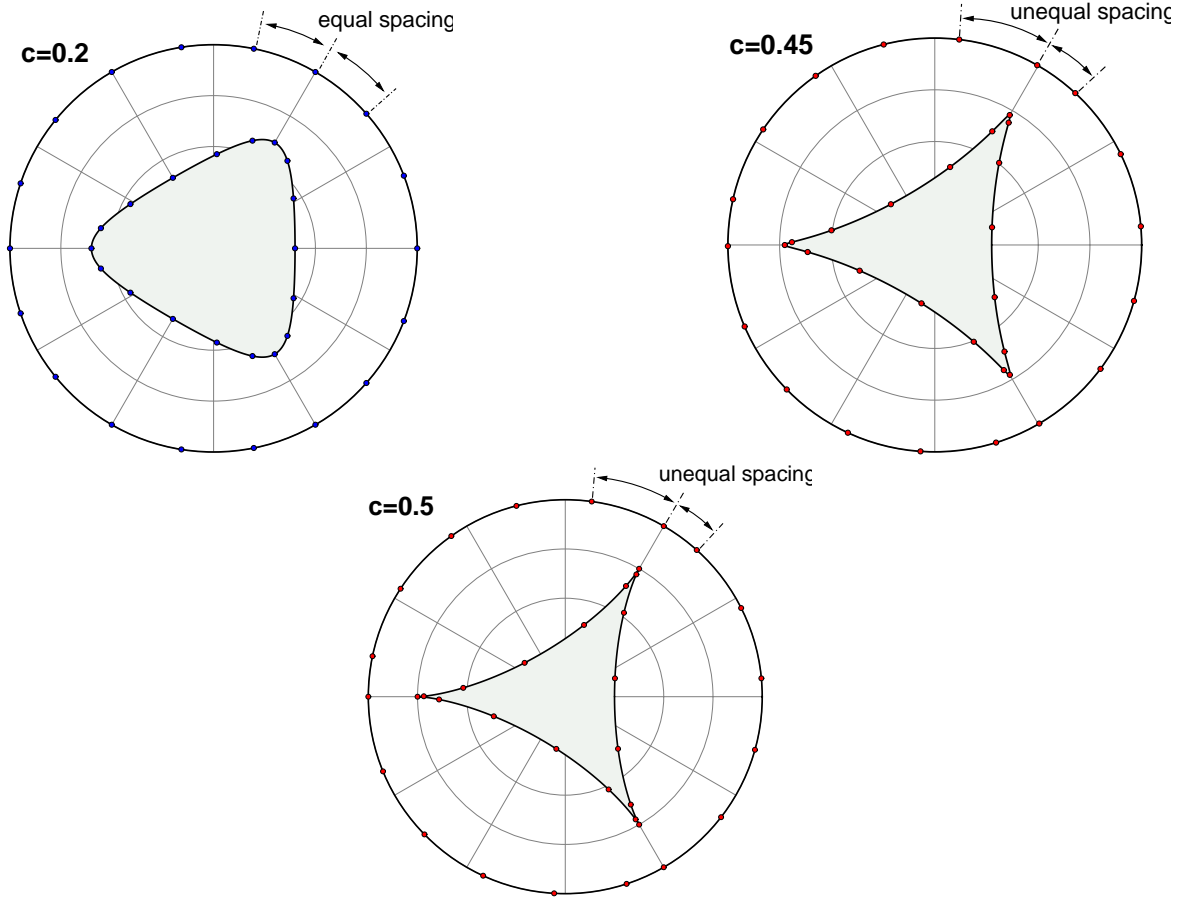 equal spacing
c=0.2
unequal spacing
c=0.45
unequal spacing
c=0.5